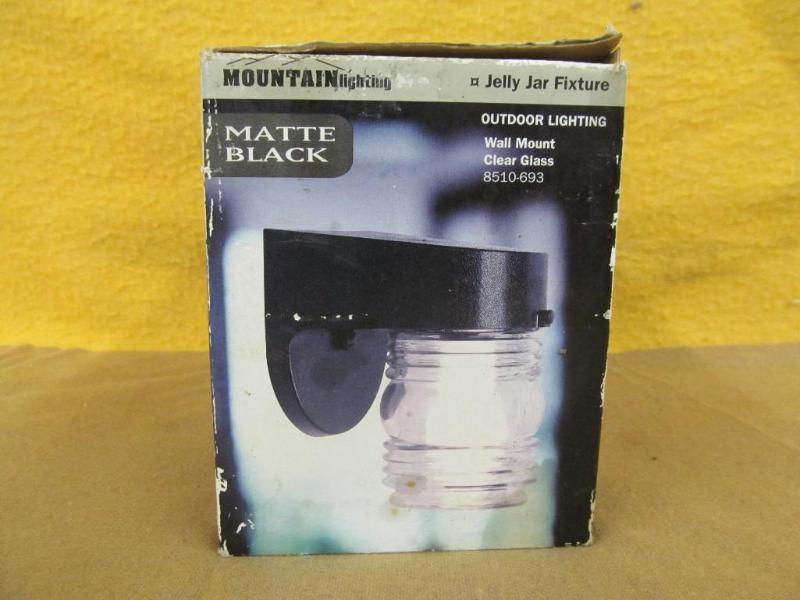 MOUNTAINlighting
¤ Jelly Jar Fixture
MATTE
BLACK
OUTDOOR LIGHTING
Wall Mount
Clear Glass
8510-693